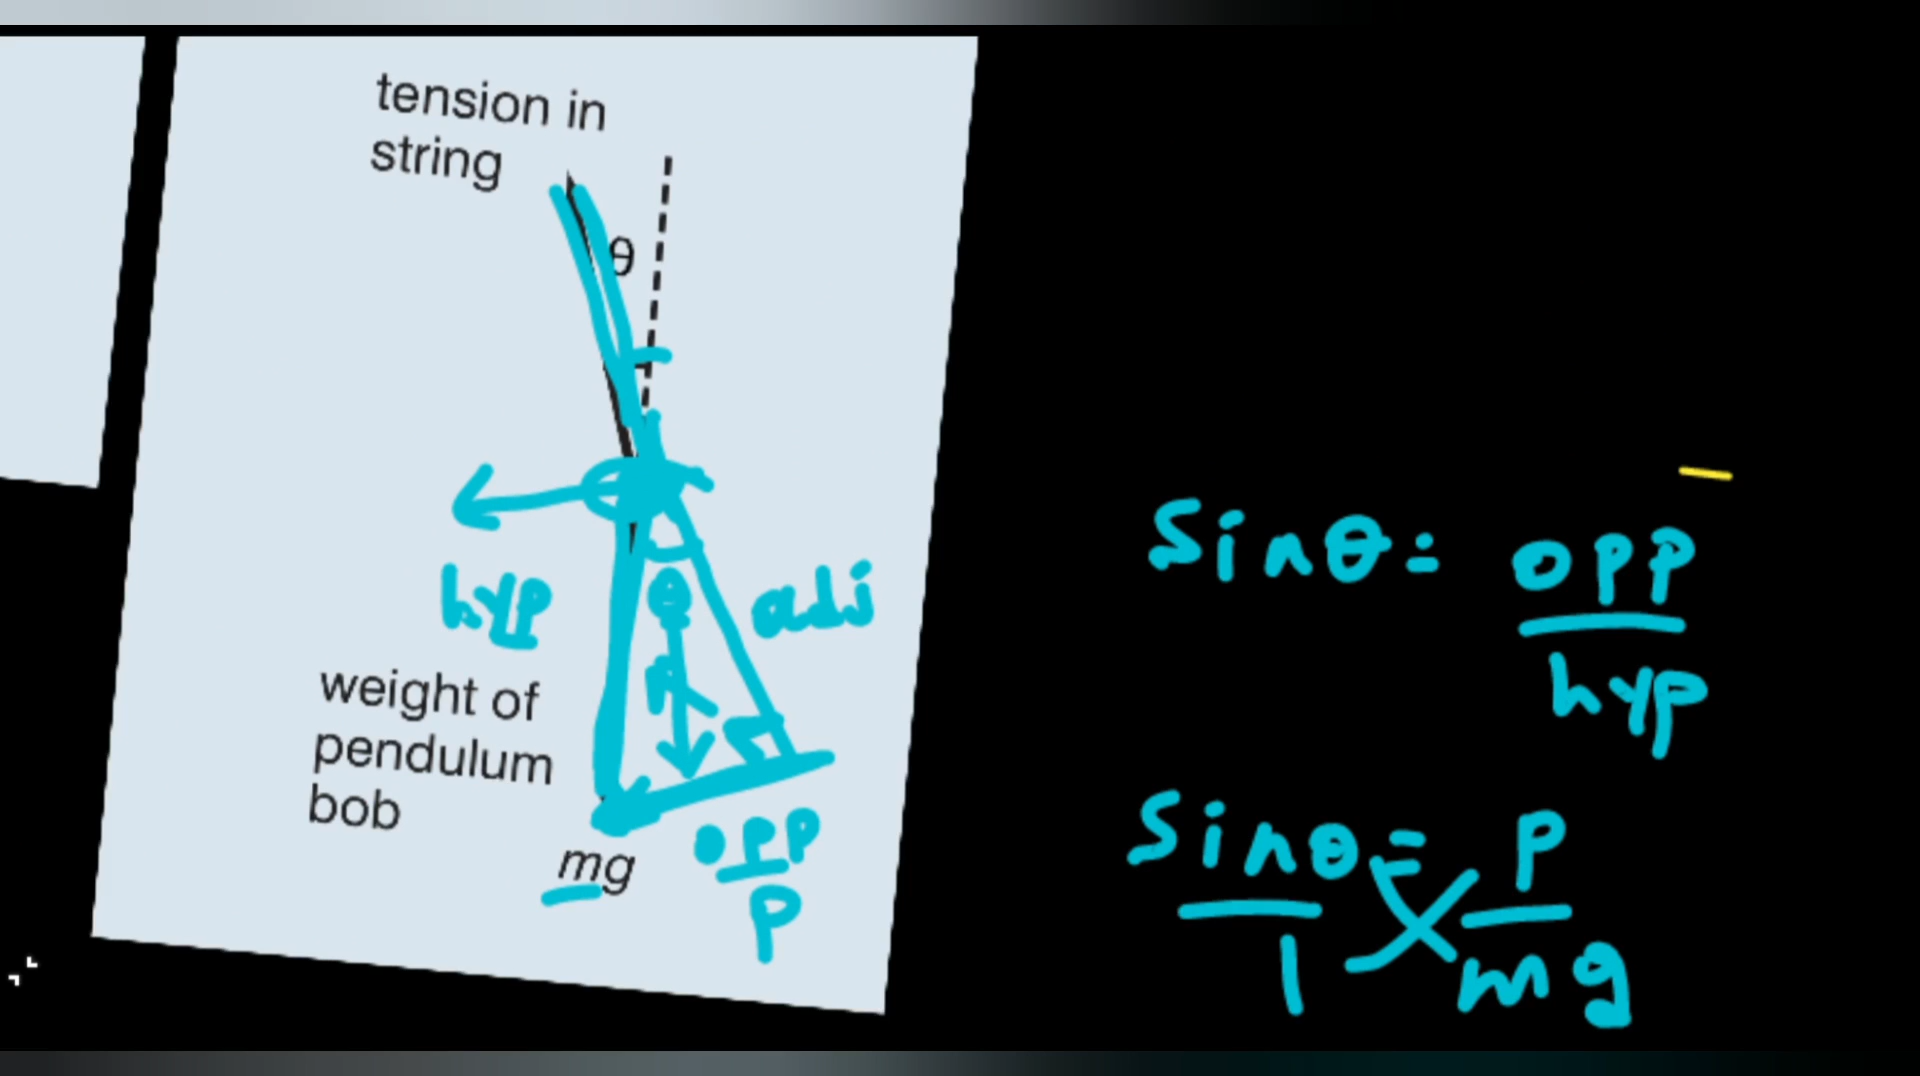 tension in
string
θ
hyp
θ
adj
weight of
pendulum
bob
mg
opp
P
sinθ = opp
hyp
sinθ = P
1
mg